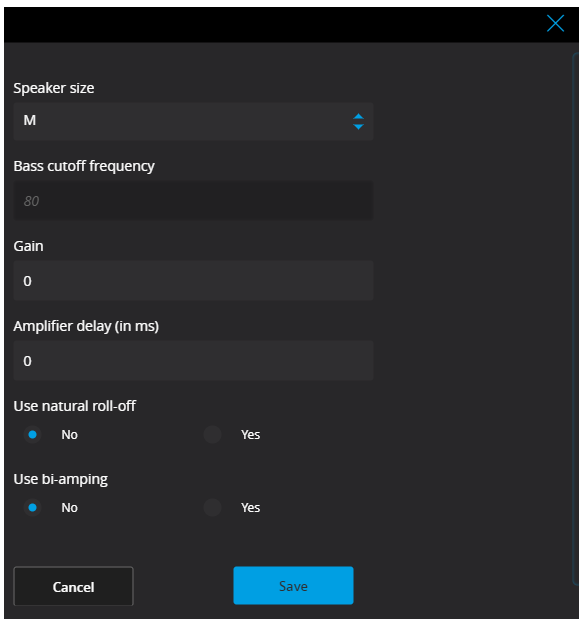 Speaker size
M
Bass cutoff frequency
80
Gain
0
Amplifier delay (in ms)
0
Use natural roll-off
No Yes
Use bi-amping
No Yes
Cancel Save